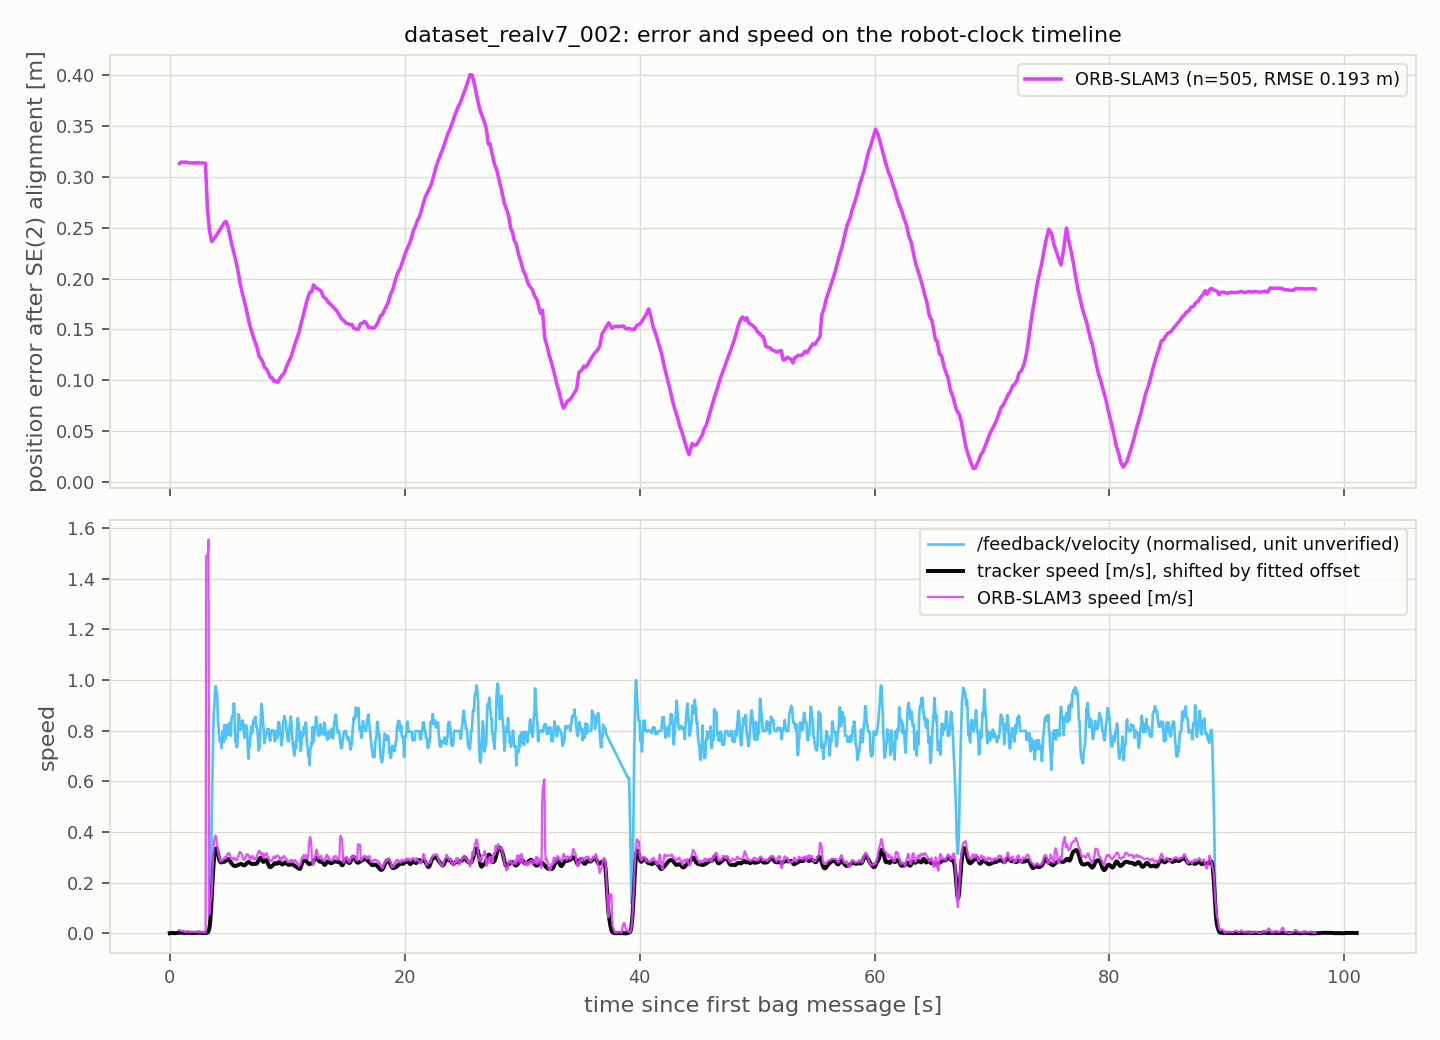 dataset_realv7_002: error and speed on the robot-clock timeline
position error after SE(2) alignment [m]
0.40
0.35
0.30
0.25
0.20
0.15
0.10
0.05
0.00
ORB-SLAM3 (n=505, RMSE 0.193 m)
speed
1.6
1.4
1.2
1.0
0.8
0.6
0.4
0.2
0.0
/feedback/velocity (normalised, unit unverified)
tracker speed [m/s], shifted by fitted offset
ORB-SLAM3 speed [m/s]
0 20 40 60 80 100
time since first bag message [s]